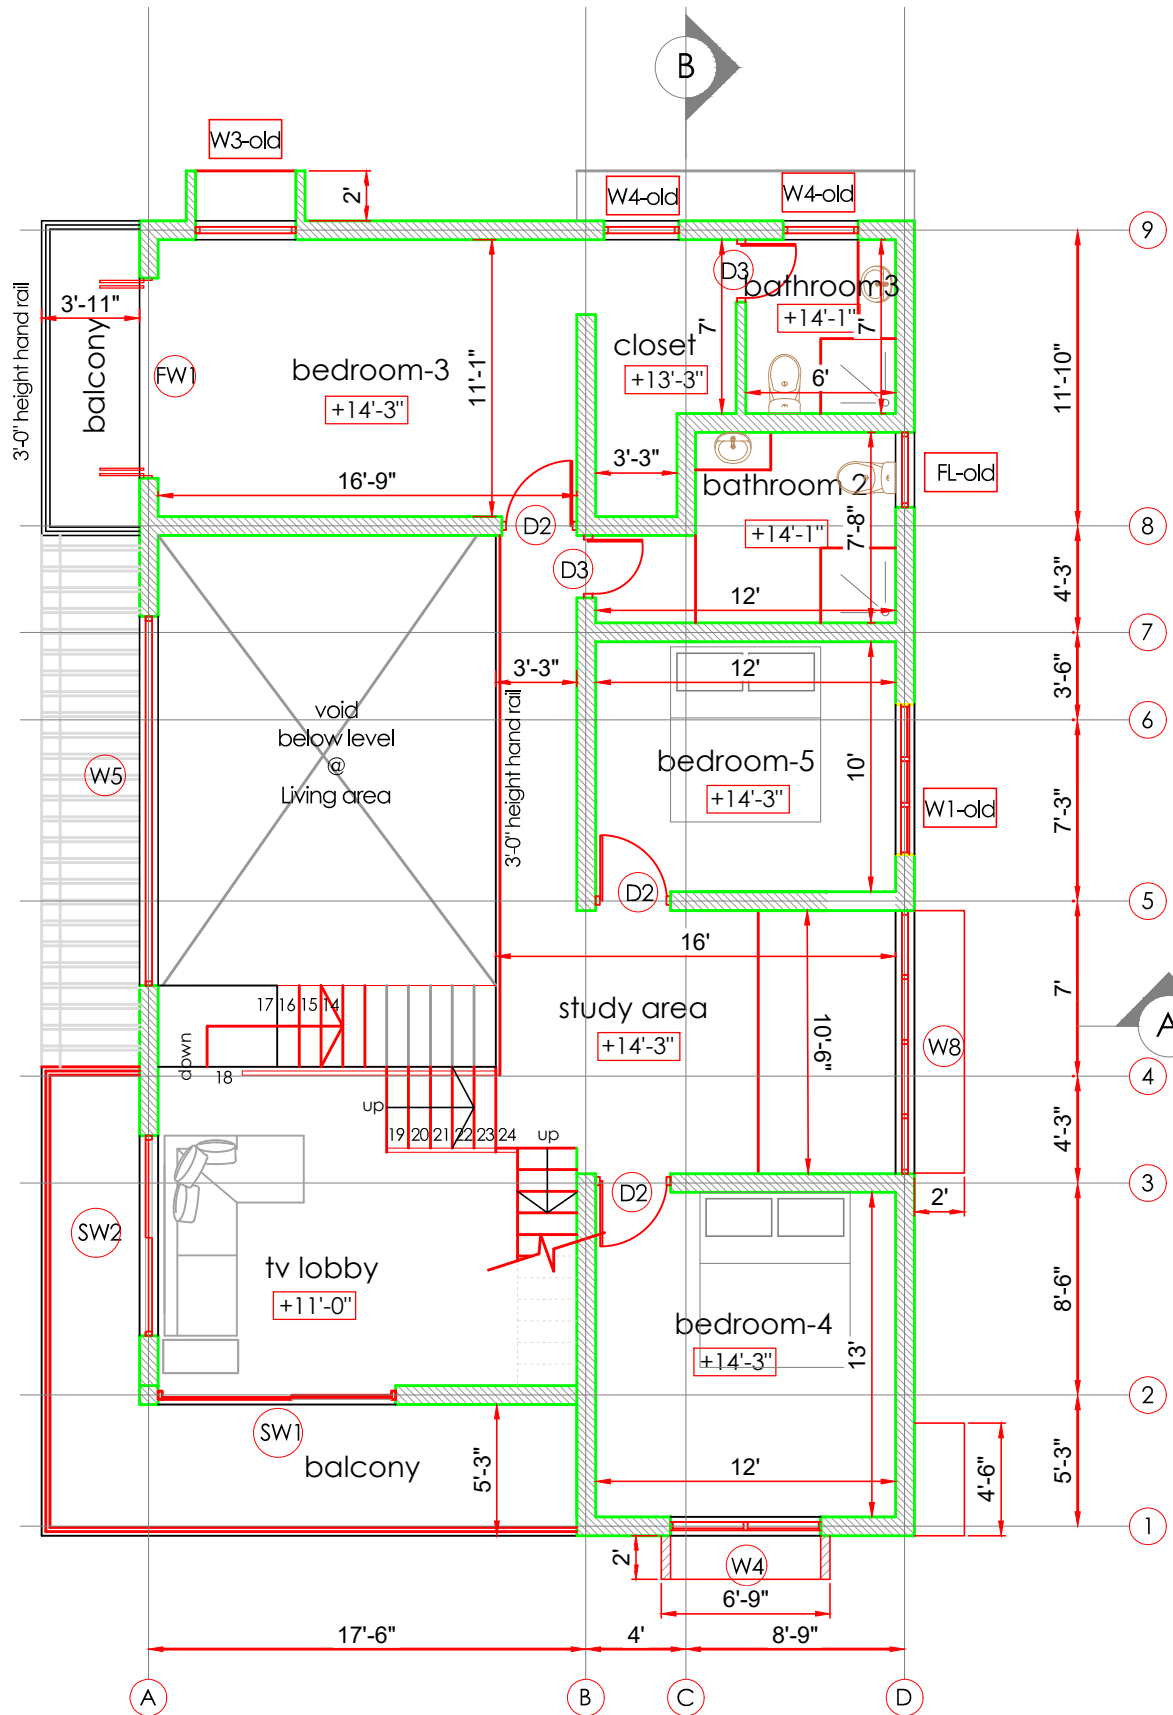 B
W3-old
W4-old
W4-old
2'
9
D3
bathroom3
+14'-1"
7'
7'
6'
3'-0" height hand rail
3'-11"
balcony
FW1
bedroom-3
+14'-3"
11'-1"
closet
+13'-3"
11'-10"
16'-9"
3'-3"
bathroom 2
+14'-1"
7'-8"
FL-old
D2
8
D3
12'
4'-3"
7
3'-3"
12'
3'-6"
6
void
below level
@
Living area
3'-0" height hand rail
W5
bedroom-5
+14'-3"
10'
W1-old
7'-3"
D2
5
16'
study area
+14'-3"
10'-6"
W8
7'
A
17
16
15
14
down
18
4
up
19
20
21
22
23
24
up
4'-3"
D2
3
2'
SW2
tv lobby
+11'-0"
bedroom-4
+14'-3"
13'
8'-6"
2
SW1
balcony
5'-3"
12'
4'-6"
5'-3"
1
2'
W4
6'-9"
17'-6"
4'
8'-9"
A
B
C
D